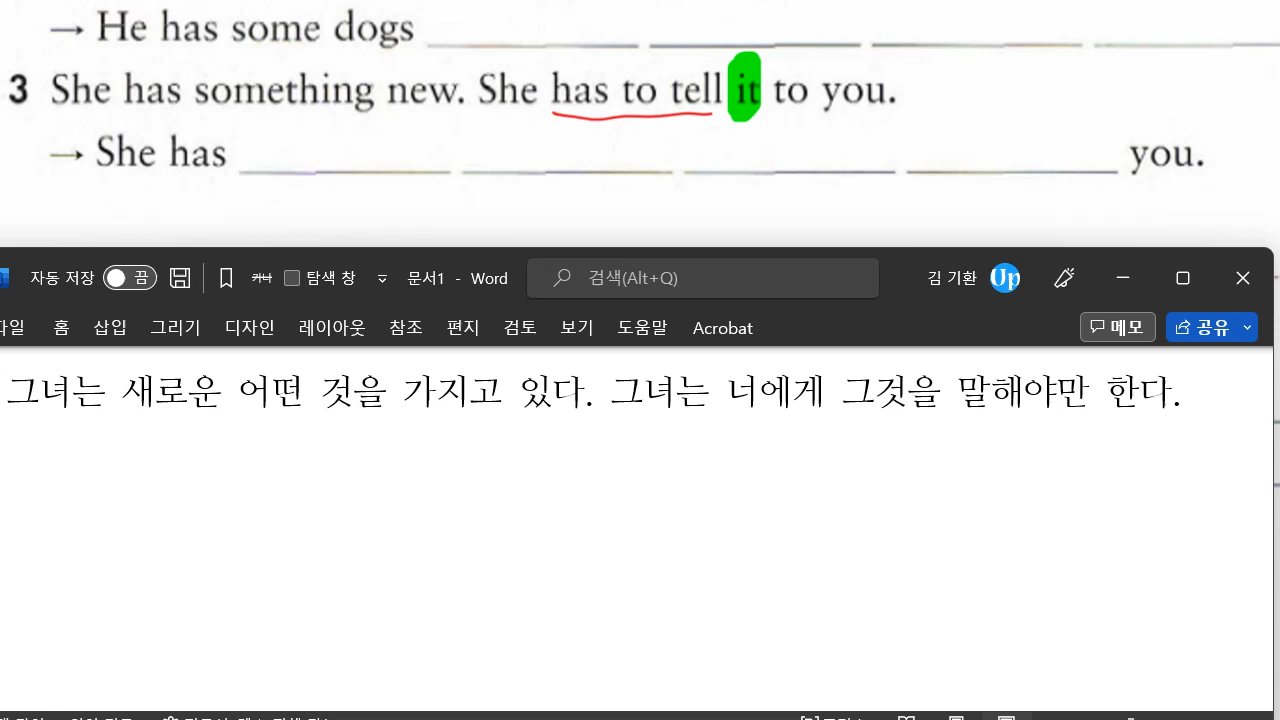 → He has some dogs
3 She has something new. She has to tell it to you.
→ She has you.
자동 저장 끔 가나 탐색 창 문서1 - Word 검색(Alt+Q) 김 기환 Up
파일 홈 삽입 그리기 디자인 레이아웃 참조 편지 검토 보기 도움말 Acrobat 메모 공유
그녀는 새로운 어떤 것을 가지고 있다. 그녀는 너에게 그것을 말해야만 한다.